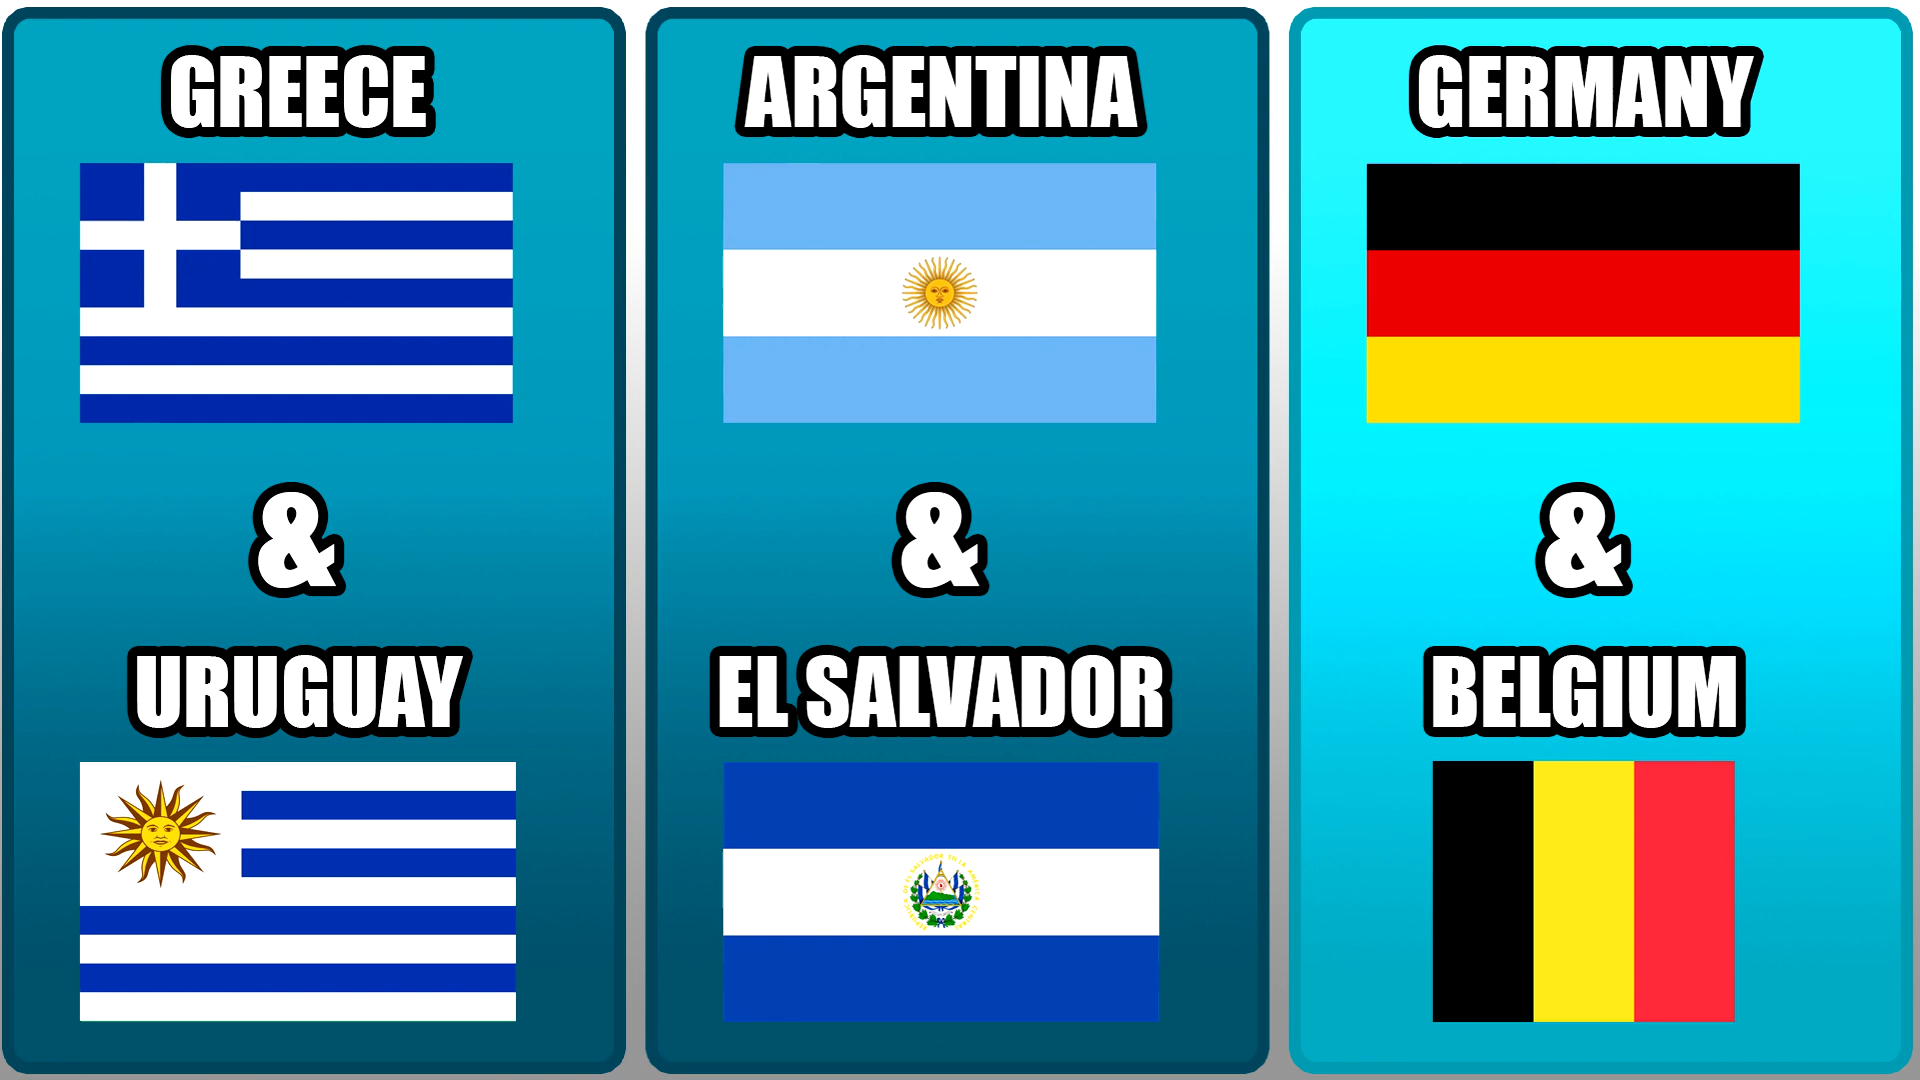 GREECE
&
URUGUAY
ARGENTINA
&
EL SALVADOR
GERMANY
&
BELGIUM